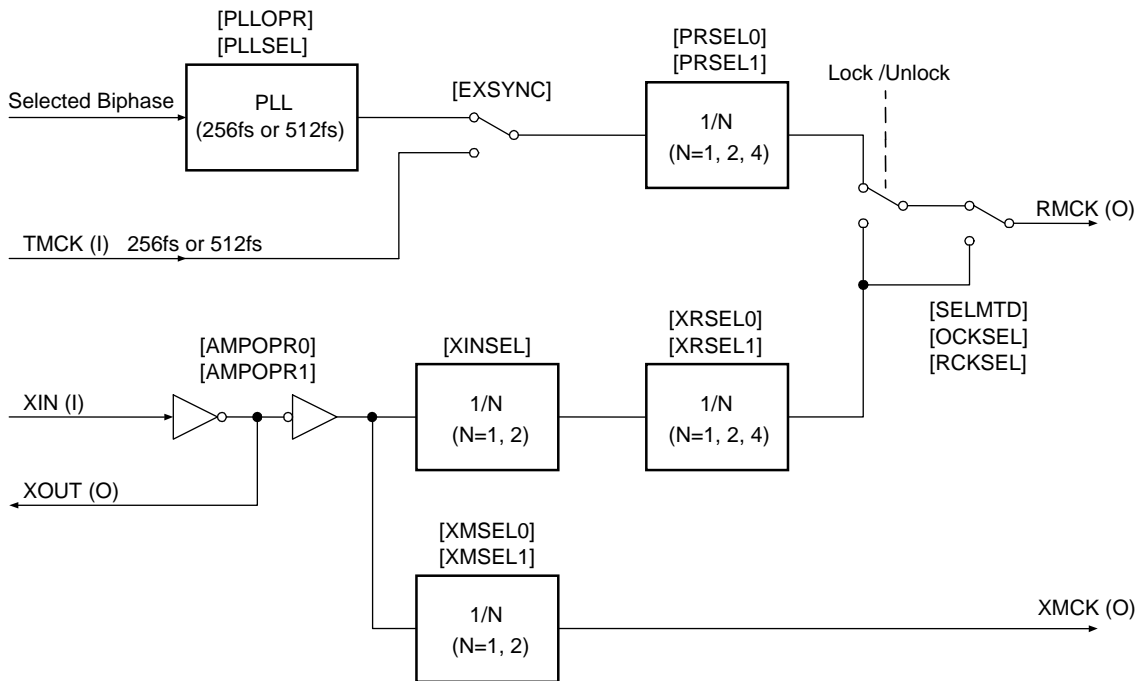 [PLLOPR]
[PLLSEL]
[PRSEL0]
[PRSEL1]
Lock /Unlock
[EXSYNC]
Selected Biphase
PLL
(256fs or 512fs)
1/N
(N=1, 2, 4)
RMCK (O)
TMCK (I) 256fs or 512fs
[SELMTD]
[OCKSEL]
[RCKSEL]
[AMPOPR0]
[AMPOPR1]
[XINSEL]
[XRSEL0]
[XRSEL1]
XIN (I)
1/N
(N=1, 2)
1/N
(N=1, 2, 4)
XOUT (O)
[XMSEL0]
[XMSEL1]
1/N
(N=1, 2)
XMCK (O)